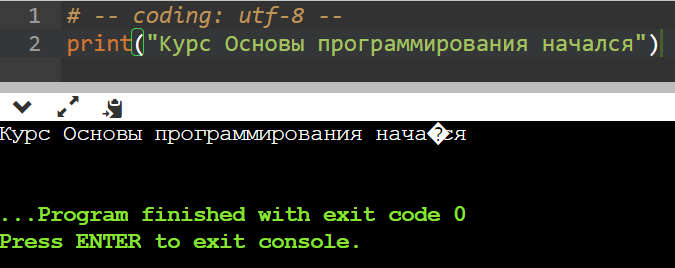 1 # -- coding: utf-8 --
2 print("Курс Основы программирования начался")
Курс Основы программирования нача�ся
...Program finished with exit code 0
Press ENTER to exit console.